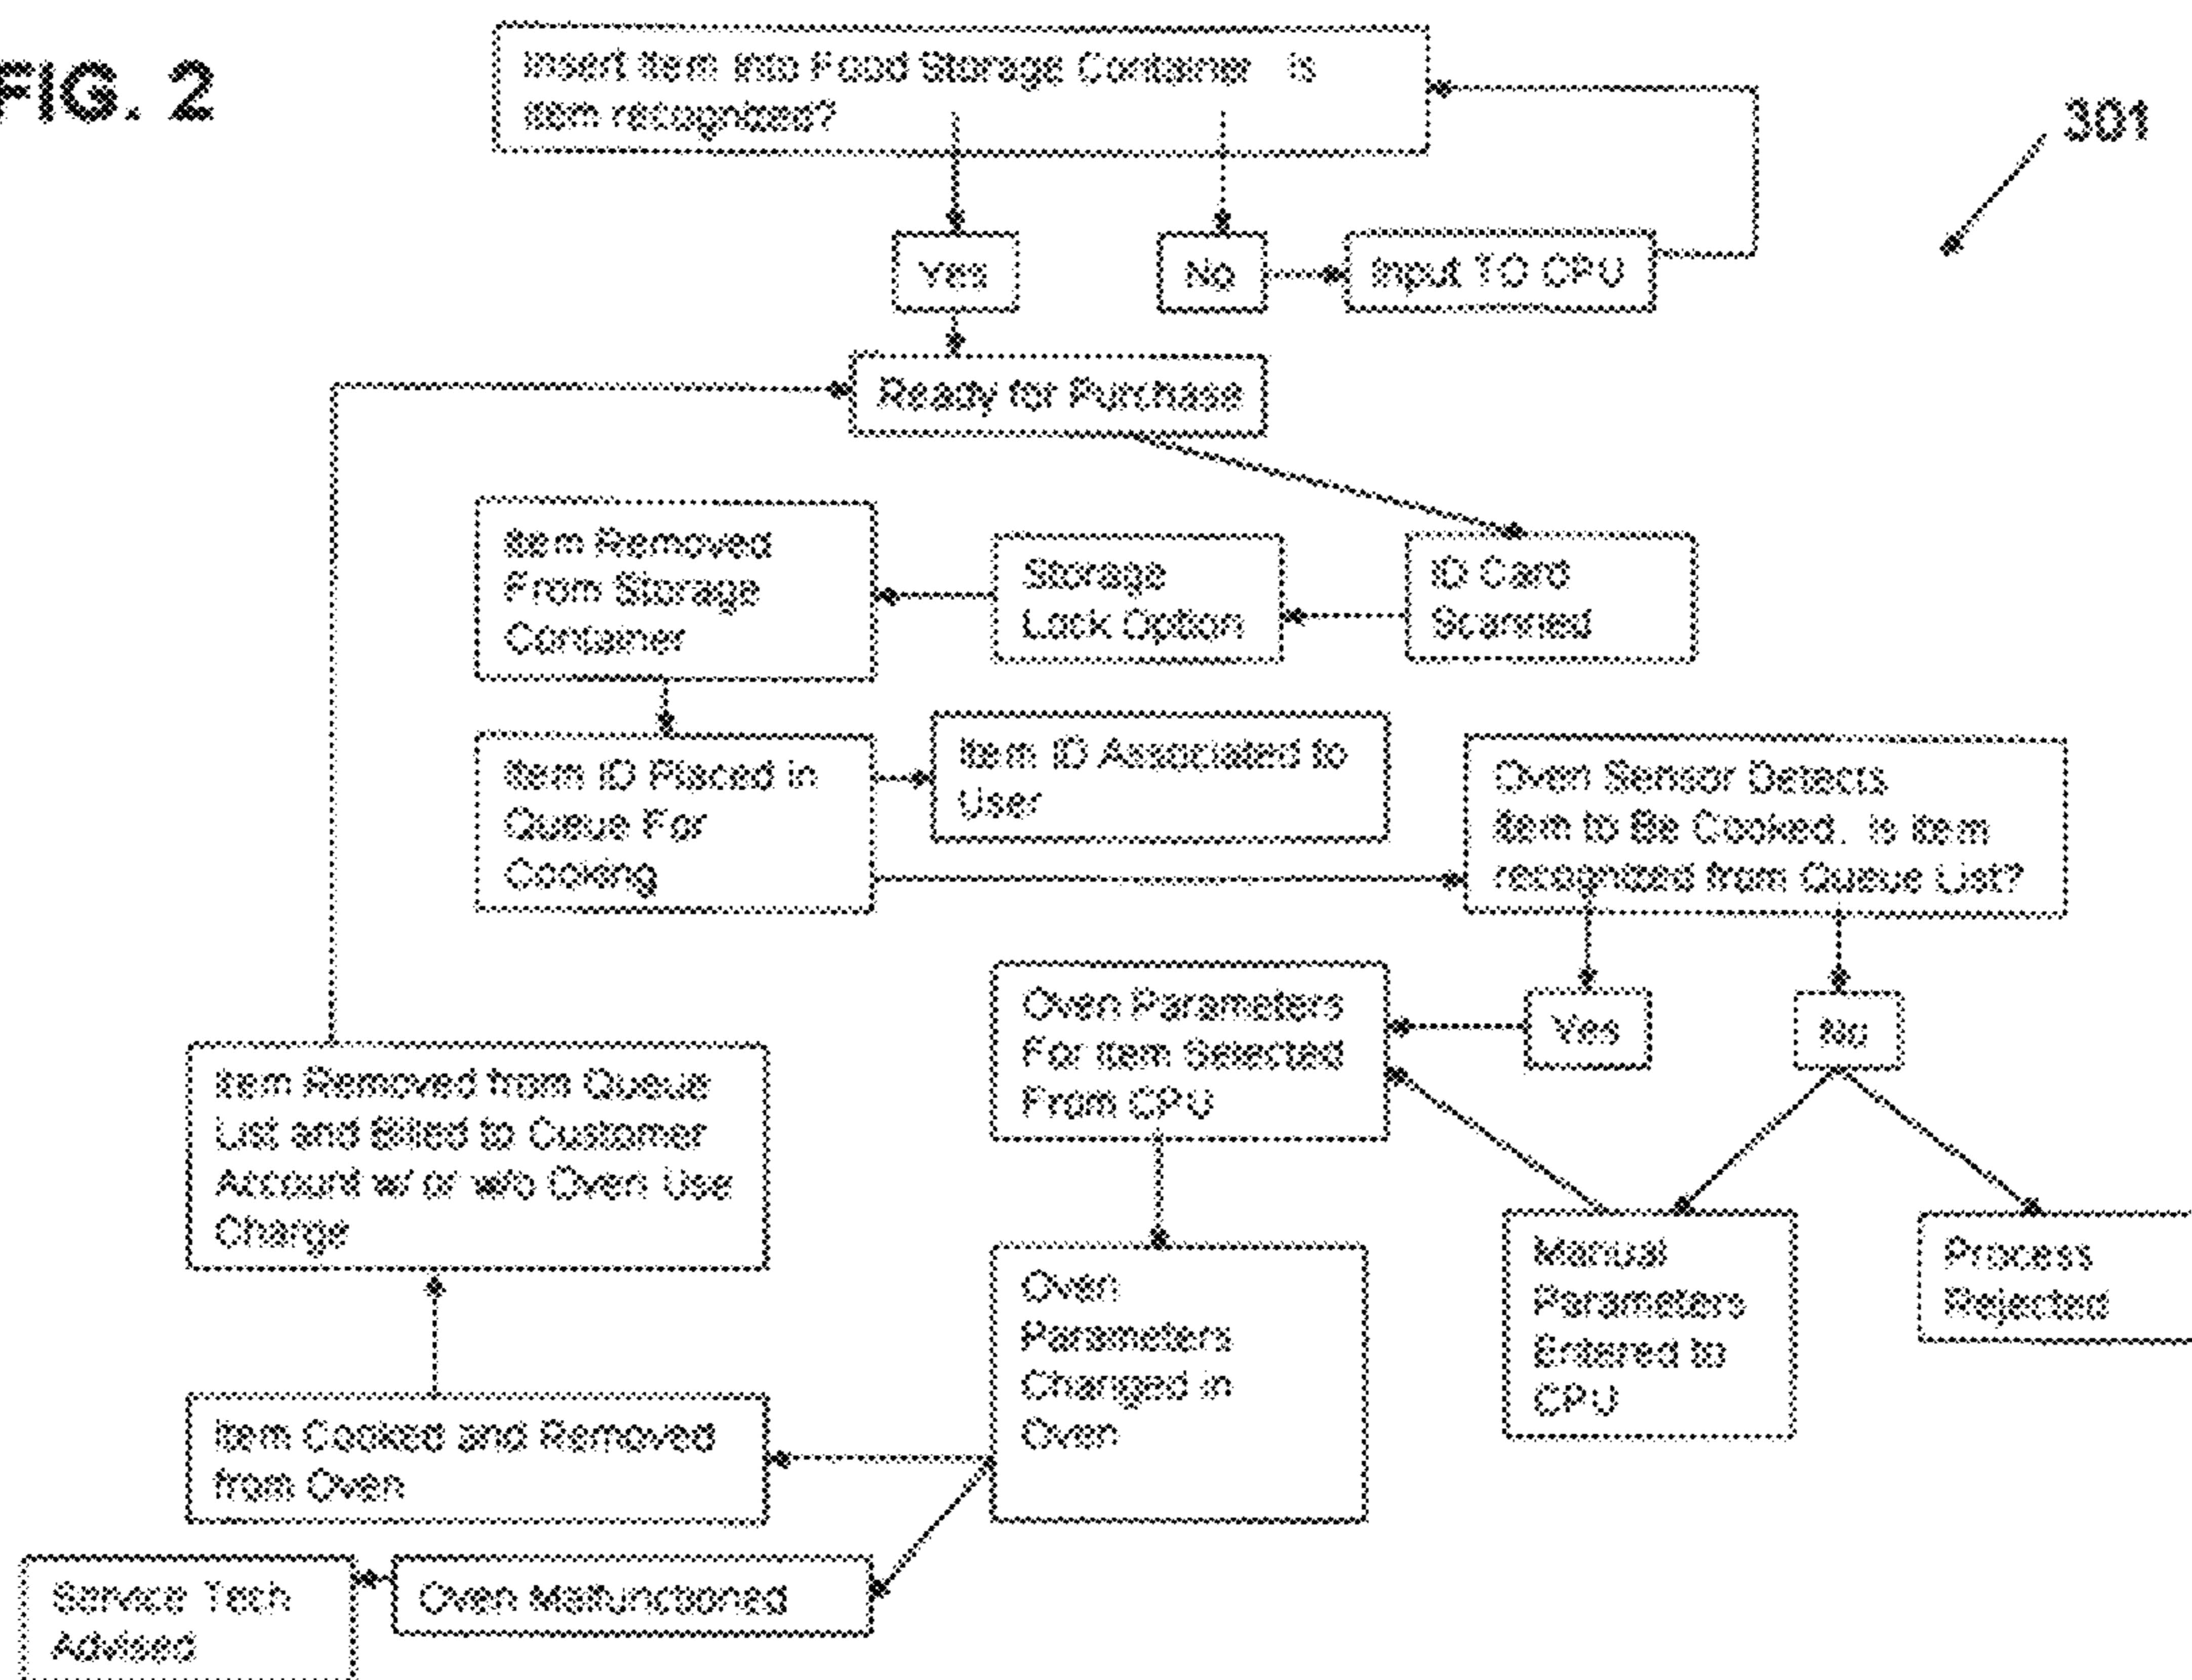 FIG. 2
301
Insert Item into Food Storage Container is
item recognized?
Yes
No
Input TO CPU
Ready for Purchase
Item Removed
From Storage
Container
Storage
Lock Option
ID Card
Scanned
Item ID Placed in
Queue For
Cooking
Item ID Associated to
User
Oven Sensor Detects
item to Be Cooked. Is item
recognized from Queue List?
Yes
No
Oven Parameters
For Item Selected
From CPU
Item Removed from Queue
List and Billed to Customer
Account w/ or w/o Oven Use
Charge
Oven
Parameters
Changed in
Oven
Manual
Parameters
Entered to
CPU
Process
Rejected
Item Cooked and Removed
from Oven
Oven Malfunctioned
Service Tech
Advised